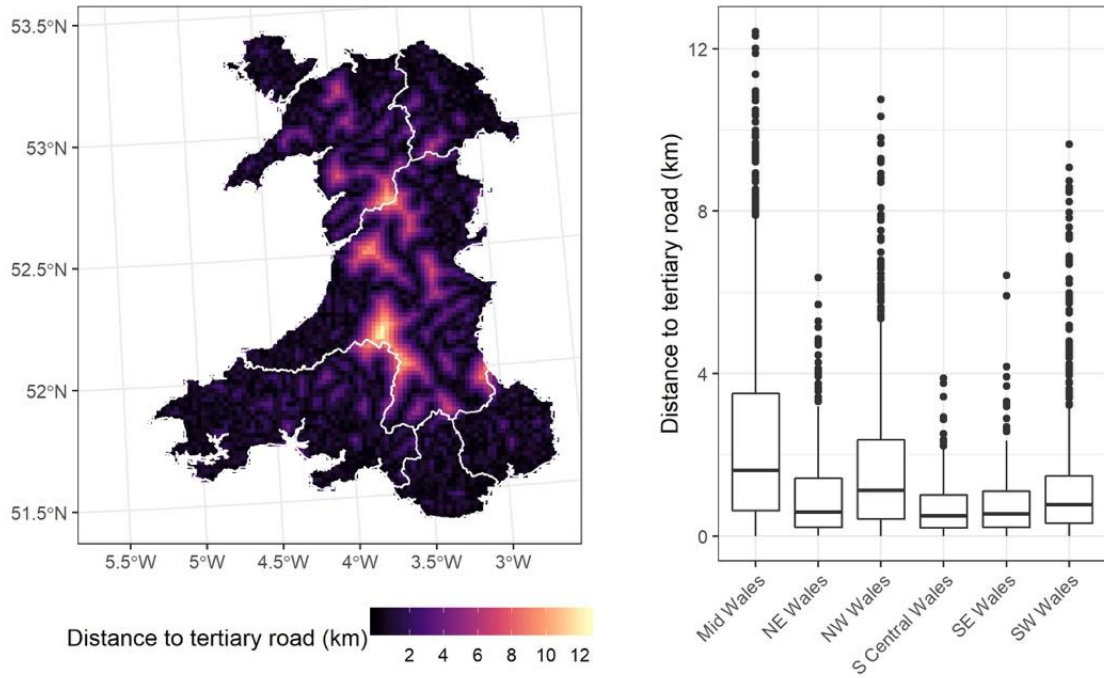 53.5°N
53°N
52.5°N
52°N
51.5°N
5.5°W 5°W 4.5°W 4°W 3.5°W 3°W
Distance to tertiary road (km)
2 4 6 8 10 12
Distance to tertiary road (km)
12
8
4
0
Mid Wales
NE Wales
NW Wales
S Central Wales
SE Wales
SW Wales